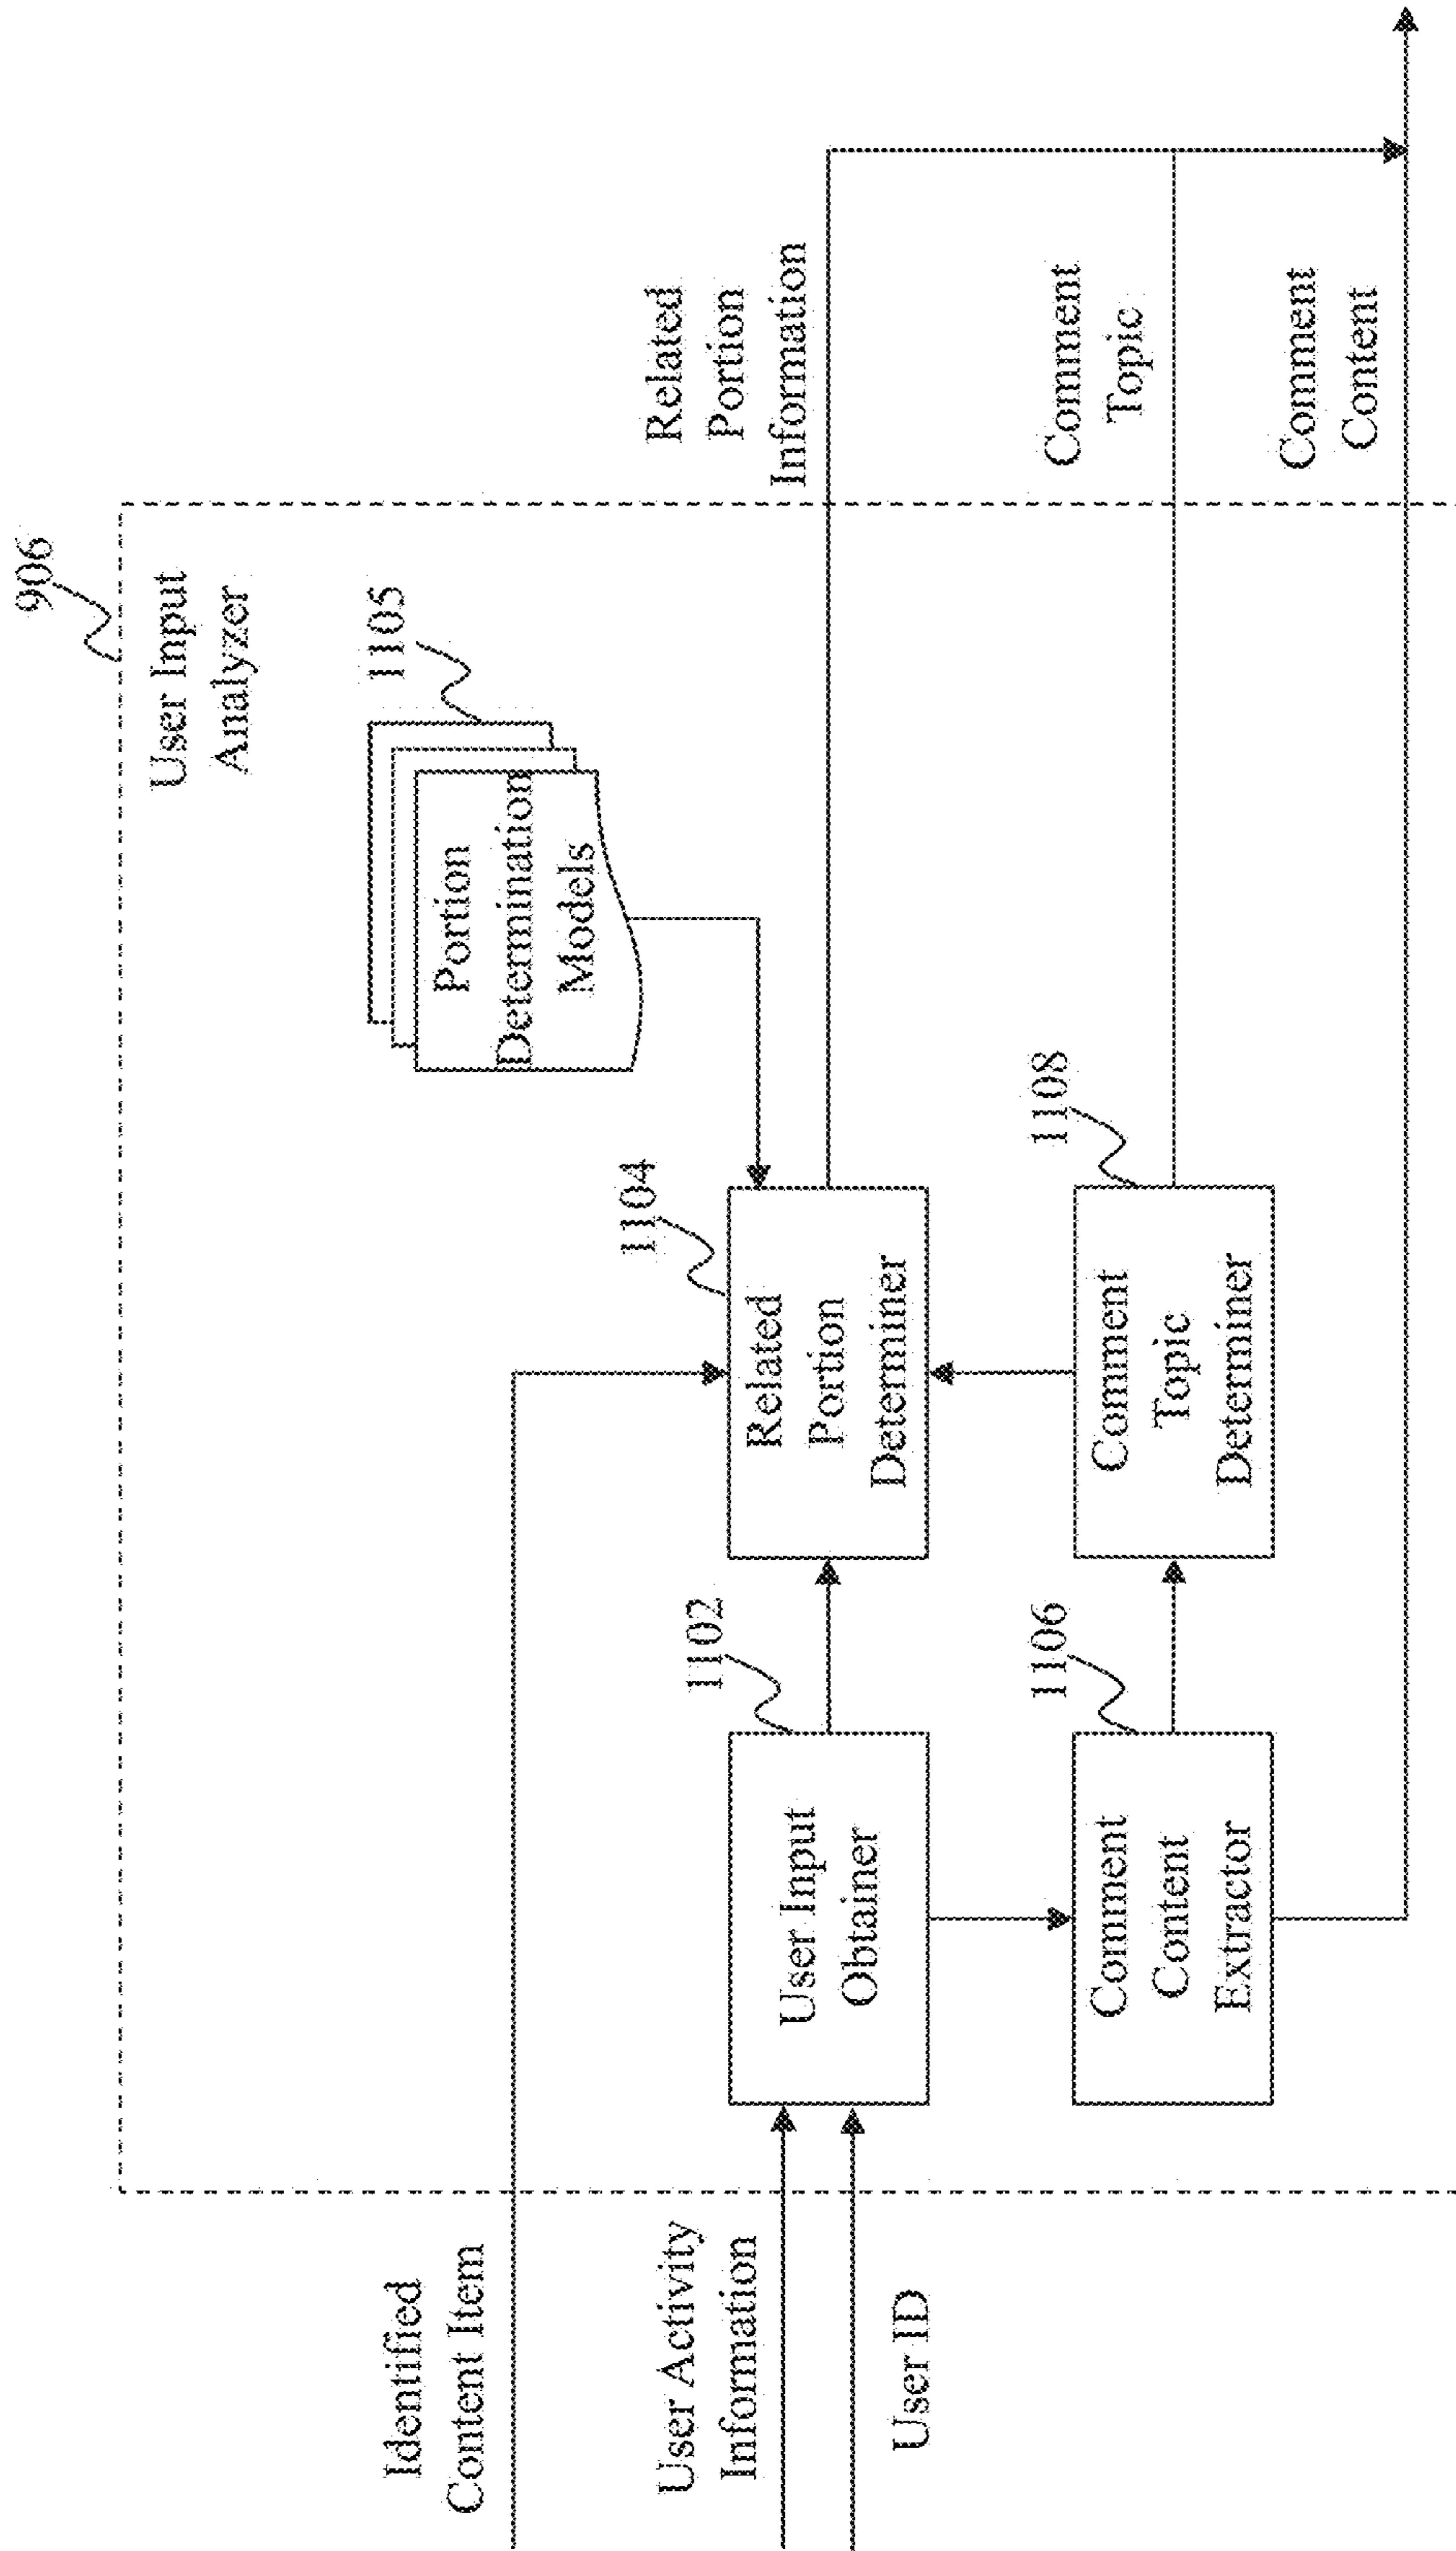 906
User Input
Analyzer
1105
Portion
Determination
Models
Identified
Content Item
1104
Related
Portion
Information
User Activity
Information
User ID
1102
User Input
Obtainer
Related
Portion
Determiner
1106
1108
Comment
Topic
Comment
Content
Extractor
Comment
Topic
Determiner
Comment
Content